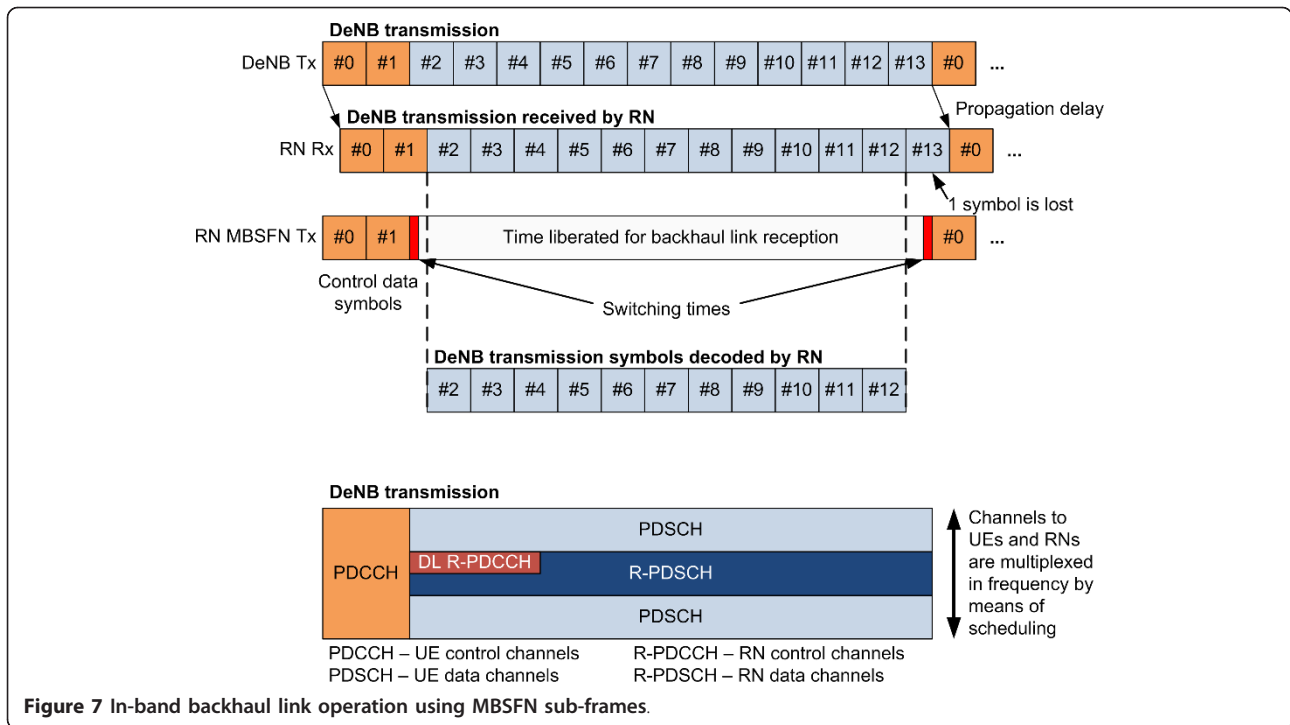 DeNB transmission
DeNB Tx #0 #1 #2 #3 #4 #5 #6 #7 #8 #9 #10 #11 #12 #13 #0 ...
Propagation delay
DeNB transmission received by RN
RN Rx #0 #1 #2 #3 #4 #5 #6 #7 #8 #9 #10 #11 #12 #13 #0 ...
1 symbol is lost
RN MBSFN Tx #0 #1 Time liberated for backhaul link reception #0 ...
Control data
symbols
Switching times
DeNB transmission symbols decoded by RN
#2 #3 #4 #5 #6 #7 #8 #9 #10 #11 #12
DeNB transmission
PDCCH
PDSCH
DL R-PDCCH
R-PDSCH
PDSCH
Channels to
UEs and RNs
are multiplexed
in frequency by
means of
scheduling
PDCCH – UE control channels R-PDCCH – RN control channels
PDSCH – UE data channels R-PDSCH – RN data channels
Figure 7 In-band backhaul link operation using MBSFN sub-frames.